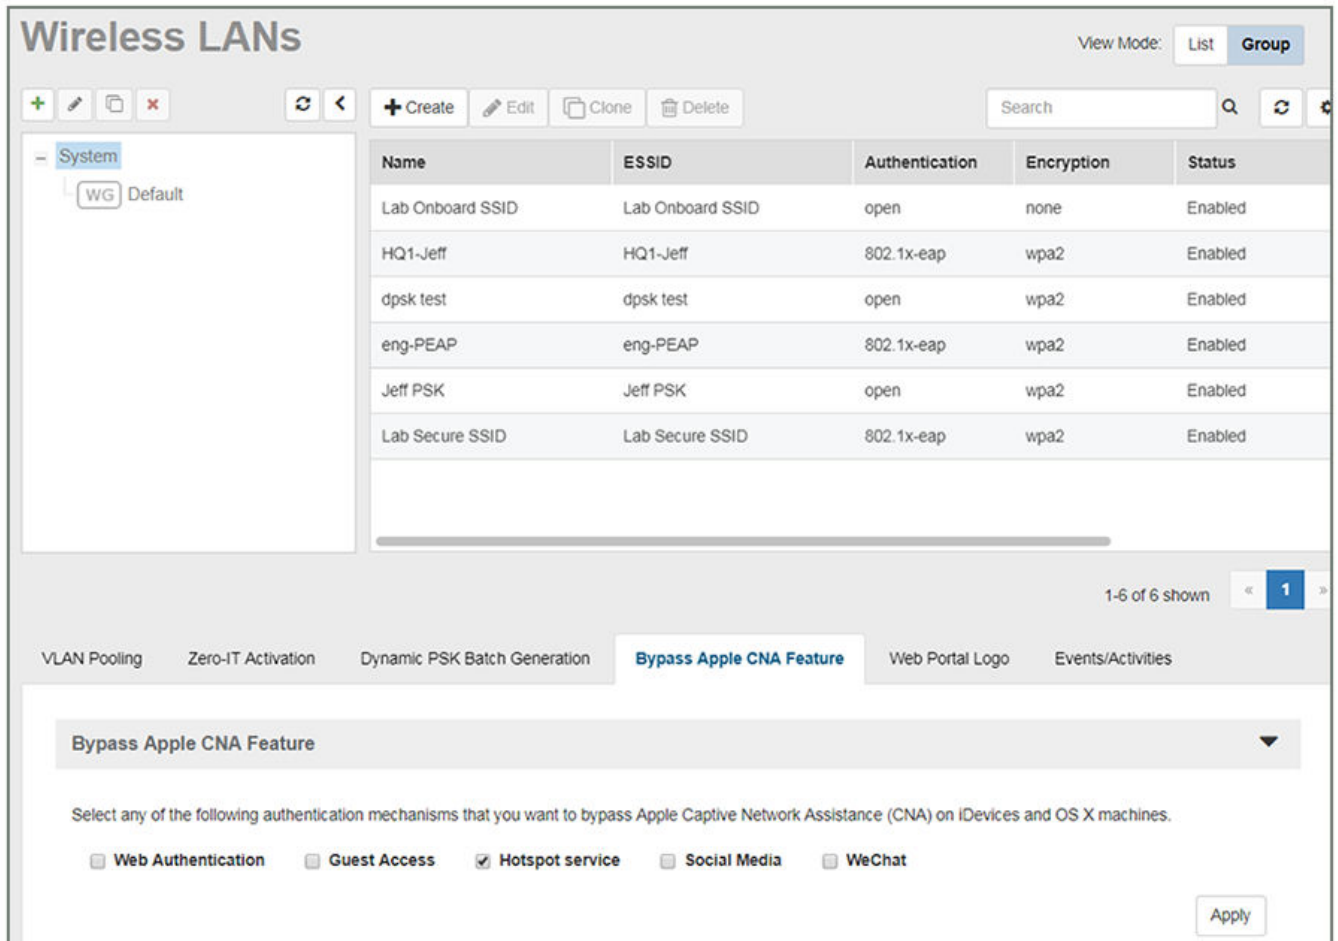 Wireless LANs
View Mode: List Group
Create Edit Clone Delete Search
System
WG Default
Name ESSID Authentication Encryption Status
Lab Onboard SSID Lab Onboard SSID open none Enabled
HQ1-Jeff HQ1-Jeff 802.1x-eap wpa2 Enabled
dpsk test dpsk test open wpa2 Enabled
eng-PEAP eng-PEAP 802.1x-eap wpa2 Enabled
Jeff PSK Jeff PSK open wpa2 Enabled
Lab Secure SSID Lab Secure SSID 802.1x-eap wpa2 Enabled
1-6 of 6 shown « 1 »
VLAN Pooling Zero-IT Activation Dynamic PSK Batch Generation Bypass Apple CNA Feature Web Portal Logo Events/Activities
Bypass Apple CNA Feature
Select any of the following authentication mechanisms that you want to bypass Apple Captive Network Assistance (CNA) on iDevices and OS X machines.
Web Authentication Guest Access Hotspot service Social Media WeChat
Apply